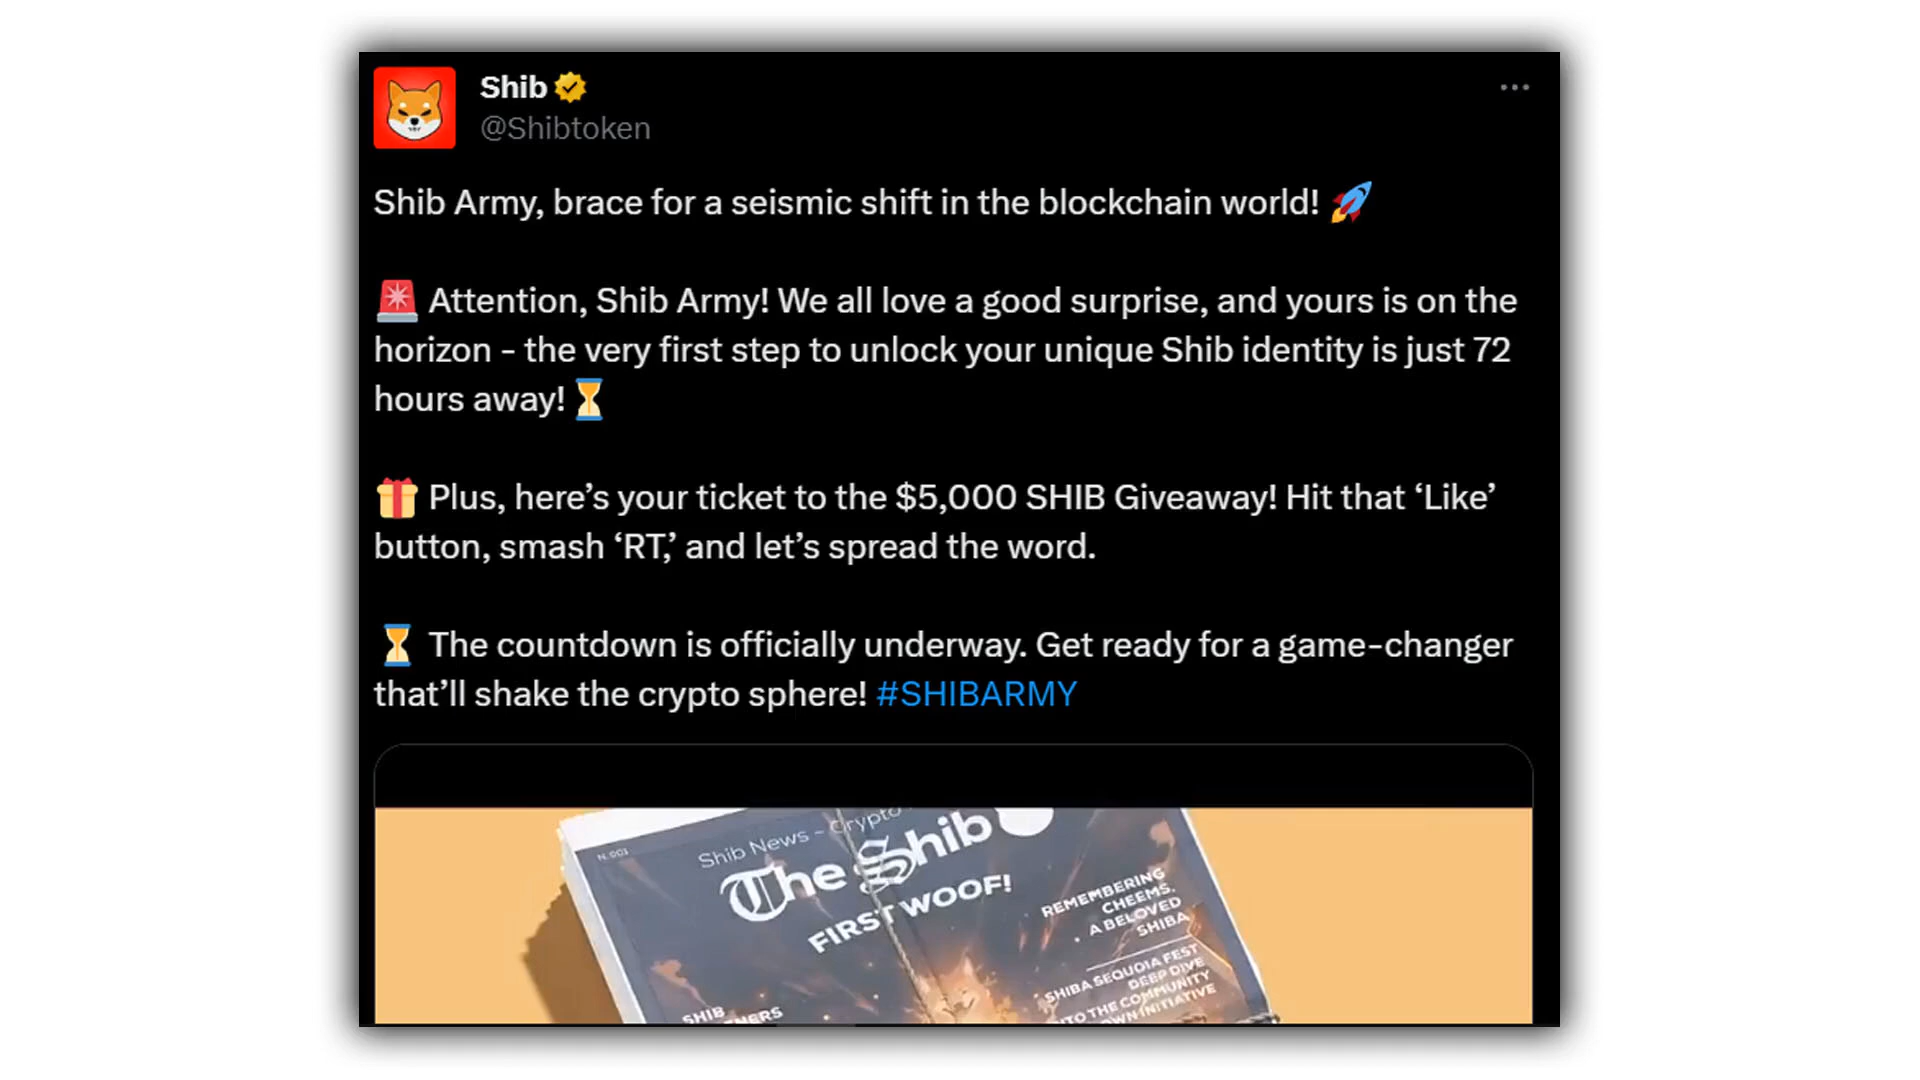 Shib
@Shibtoken
Shib Army, brace for a seismic shift in the blockchain world! 🚀
🚨 Attention, Shib Army! We all love a good surprise, and yours is on the
horizon - the very first step to unlock your unique Shib identity is just 72
hours away! ⏳
🎁 Plus, here’s your ticket to the $5,000 SHIB Giveaway! Hit that ‘Like’
button, smash ‘RT,’ and let’s spread the word.
⏳ The countdown is officially underway. Get ready for a game-changer
that’ll shake the crypto sphere! #SHIBARMY
N.001
Shib News - Crypto
The Shib
FIRST WOOF!
REMEMBERING
CHEEMS.
A BELOVED
SHIBA
SHIBA SEQUOIA FEST
DEEP DIVE
THE COMMUNITY
INITIATIVE
SHIB